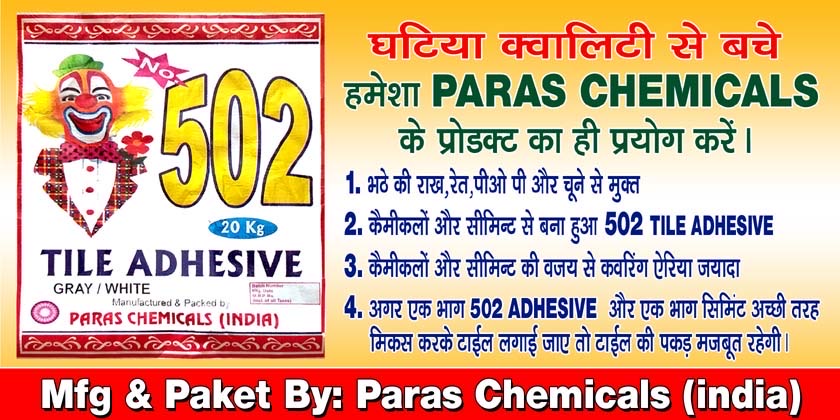 NO.
502
20 Kg
TILE ADHESIVE
GRAY / WHITE
Manufactured & Packed by
PARAS CHEMICALS (INDIA)
घटिया क्वालिटी से बचे
हमेशा PARAS CHEMICALS
के प्रोडक्ट का ही प्रयोग करें।
1. भठे की राख,रेत,पीओ पी और चूने से मुक्त
2. कैमीकलों और सीमिन्ट से बना हुआ 502 TILE ADHESIVE
3. कैमीकलों और सीमिन्ट की वजय से कवरिंग ऐरिया जयादा
4. अगर एक भाग 502 ADHESIVE और एक भाग सिमिंट अच्छी तरह
मिकस करके टाईल लगाई जाए तो टाईल की पकड़ मजबूत रहेगी।
Mfg & Paket By: Paras Chemicals (india)